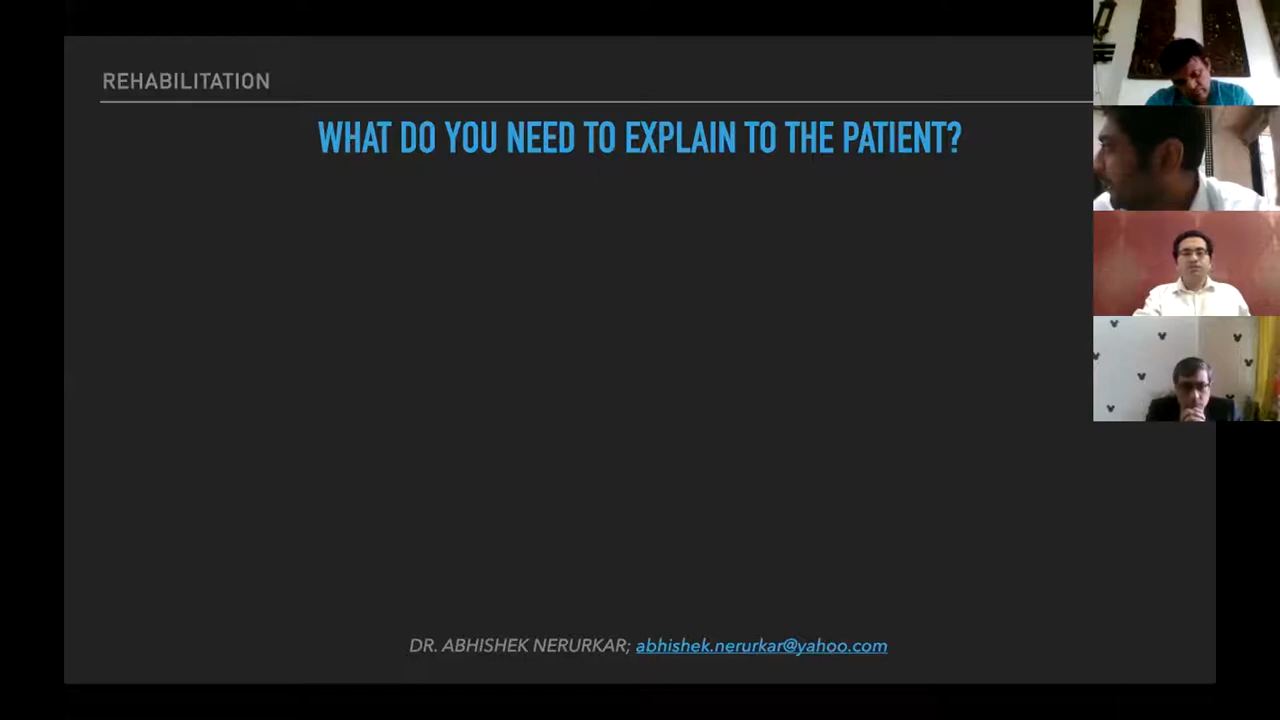 REHABILITATION
WHAT DO YOU NEED TO EXPLAIN TO THE PATIENT?
DR. ABHISHEK NERURKAR; abhishek.nerurkar@yahoo.com